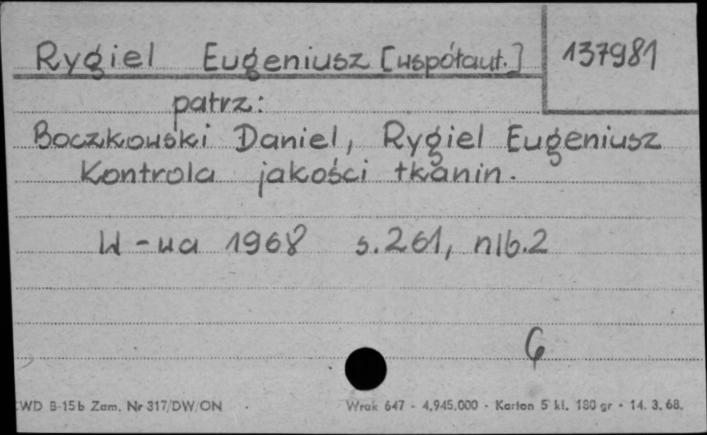 Rygiel Eugeniusz [współaut.] 137981
patrz:
Boczkowski Daniel, Rygiel Eugeniusz
Kontrola jakości tkanin.
W-wa 1968 s.261, nlb.2
6
WD B-15b Zam. Nr 317/DW/ON Wrak 647 - 4.945.000 - Karton 5 kl. 180 gr - 14. 3. 68.